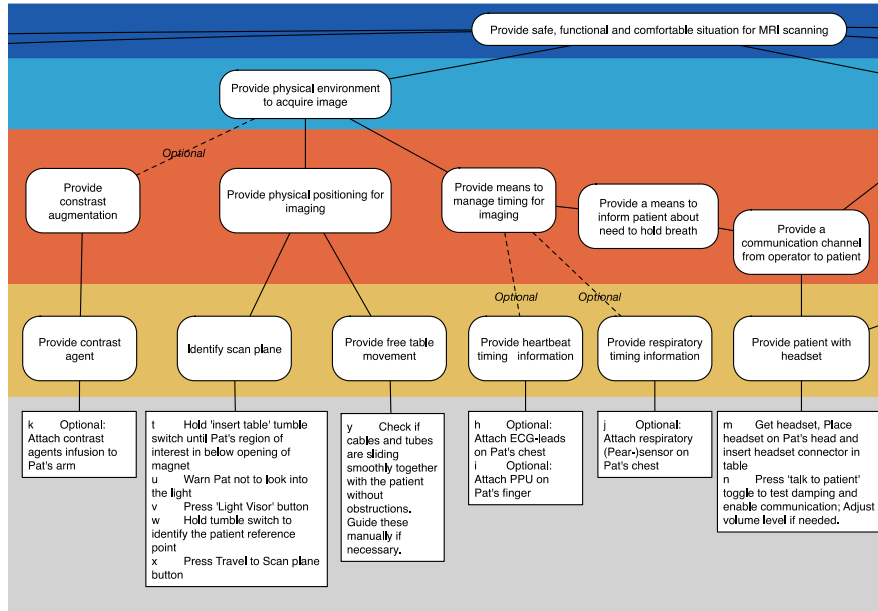 Provide safe, functional and comfortable situation for MRI scanning
Provide physical environment
to acquire image
Optional
Provide
constrast
augmentation
Provide physical positioning for
imaging
Provide means to
manage timing for
imaging
Provide a means to
inform patient about
need to hold breath
Provide a
communication channel
from operator to patient
Optional
Optional
Provide contrast
agent
Identify scan plane
Provide free table
movement
Provide heartbeat
timing information
Provide respiratory
timing information
Provide patient with
headset
k Optional:
Attach contrast
agents infusion to
Pat's arm
t Hold 'insert table' tumble
switch until Pat's region of
interest in below opening of
magnet
u Warn Pat not to look into
the light
v Press 'Light Visor' button
w Hold tumble switch to
identify the patient reference
point
x Press Travel to Scan plane
button
y Check if
cables and tubes
are sliding
smoothly together
with the patient
without
obstructions.
Guide these
manually if
necessary.
h Optional:
Attach ECG-leads
on Pat's chest
i Optional:
Attach PPU on
Pat's finger
j Optional:
Attach respiratory
(Pear-)sensor on
Pat's chest
m Get headset, Place
headset on Pat's head and
insert headset connector in
table
n Press 'talk to patient'
toggle to test damping and
enable communication; Adjust
volume level if needed.